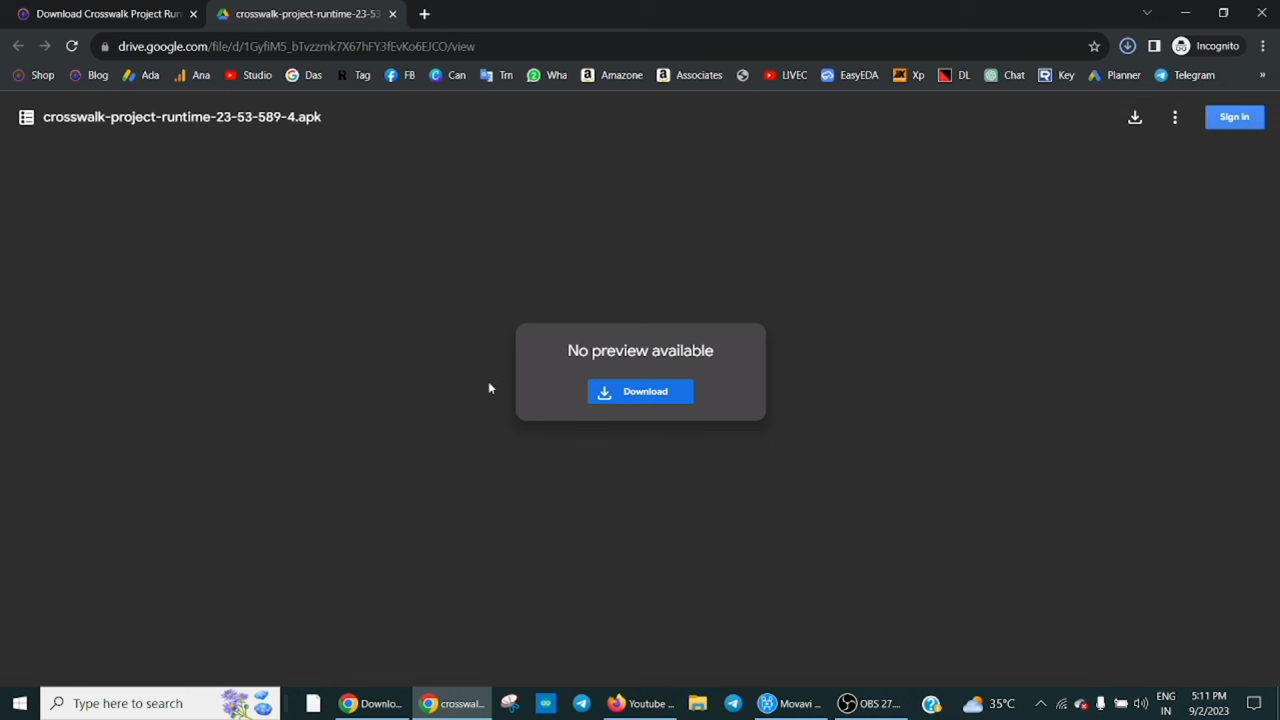 Download Crosswalk Project Run
crosswalk-project-runtime-23-53
drive.google.com/file/d/1GyfiM5_bTvzzmk7X67hFY3fEvKo6EJCO/view
Incognito
Shop
Blog
Ada
Ana
Studio
Das
Tag
FB
Can
Trn
Wha
Amazone
Associates
LIVEC
EasyEDA
Xp
DL
Chat
Key
Planner
Telegram
»
crosswalk-project-runtime-23-53-589-4.apk
Sign in
No preview available
Download
Type here to search
Downlo...
crosswal...
Youtube ...
Movavi ...
OBS 27....
35°C
ENG
IN
5:11 PM
9/2/2023